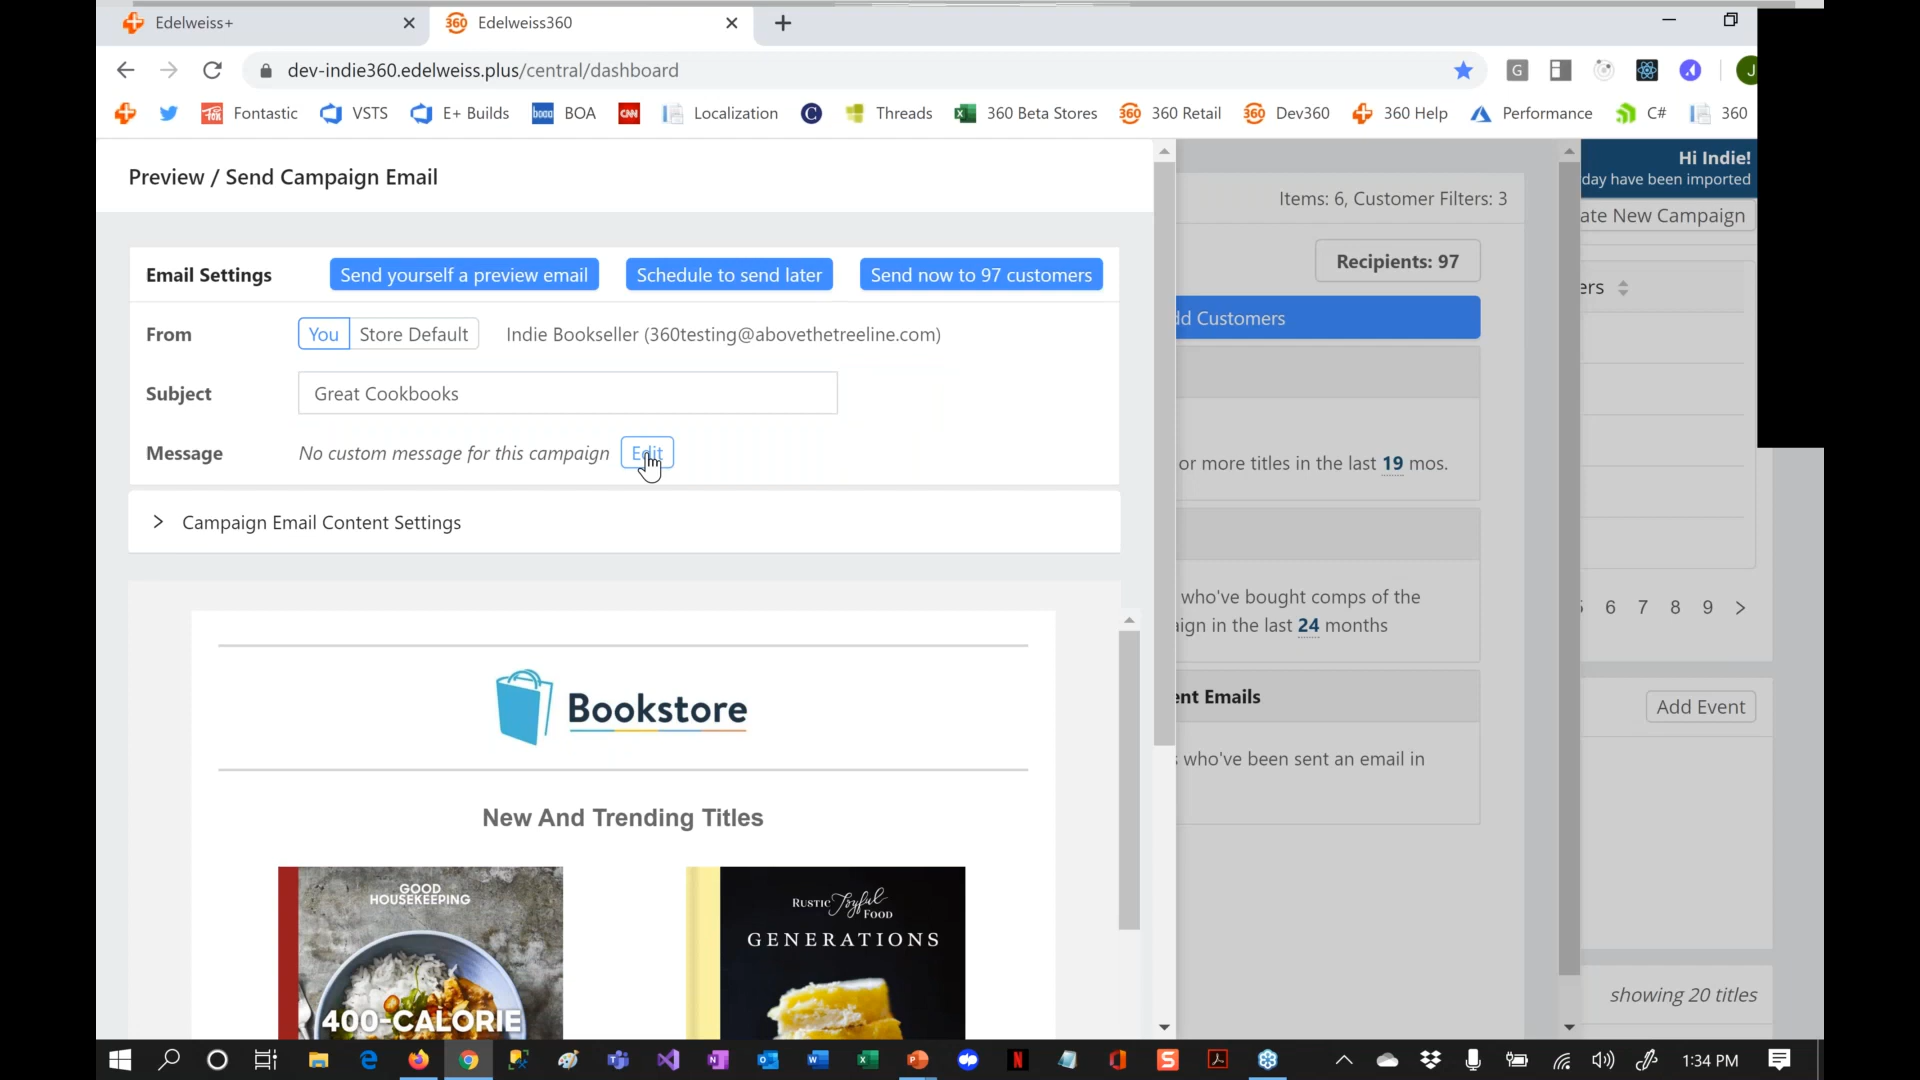 Edelweiss+
360 Edelweiss360
dev-indie360.edelweiss.plus/central/dashboard
Fontastic VSTS E+ Builds BOA CNN Localization Threads 360 Beta Stores 360 360 Retail 360 Dev360 360 Help Performance C# 360
Preview / Send Campaign Email
Hi Indie!
day have been imported
Items: 6, Customer Filters: 3
ate New Campaign
Email Settings
Send yourself a preview email
Schedule to send later
Send now to 97 customers
Recipients: 97
ers
dd Customers
From
You
Store Default
Indie Bookseller (360testing@abovethetreeline.com)
Subject
Great Cookbooks
Message
No custom message for this campaign
Edit
or more titles in the last 19 mos.
Campaign Email Content Settings
who've bought comps of the
aign in the last 24 months
6 7 8 9
ent Emails
Add Event
who've been sent an email in
Bookstore
New And Trending Titles
GOOD
HOUSEKEEPING
400-CALORIE
RUSTIC Joyful FOOD
GENERATIONS
showing 20 titles
1:34 PM